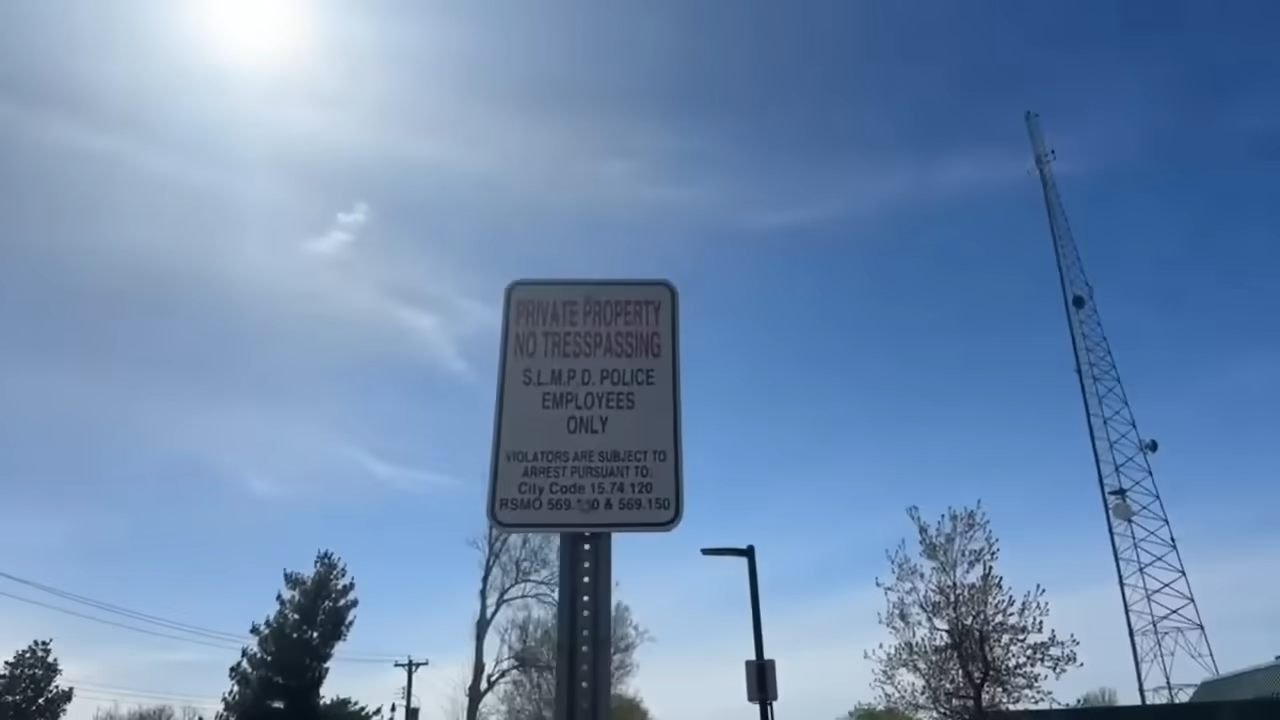 PRIVATE PROPERTY
NO TRESSPASSING
S.L.M.P.D. POLICE
EMPLOYEES
ONLY
VIOLATORS ARE SUBJECT TO
ARREST PURSUANT TO:
City Code 15.74.120
RSMO & 569.150